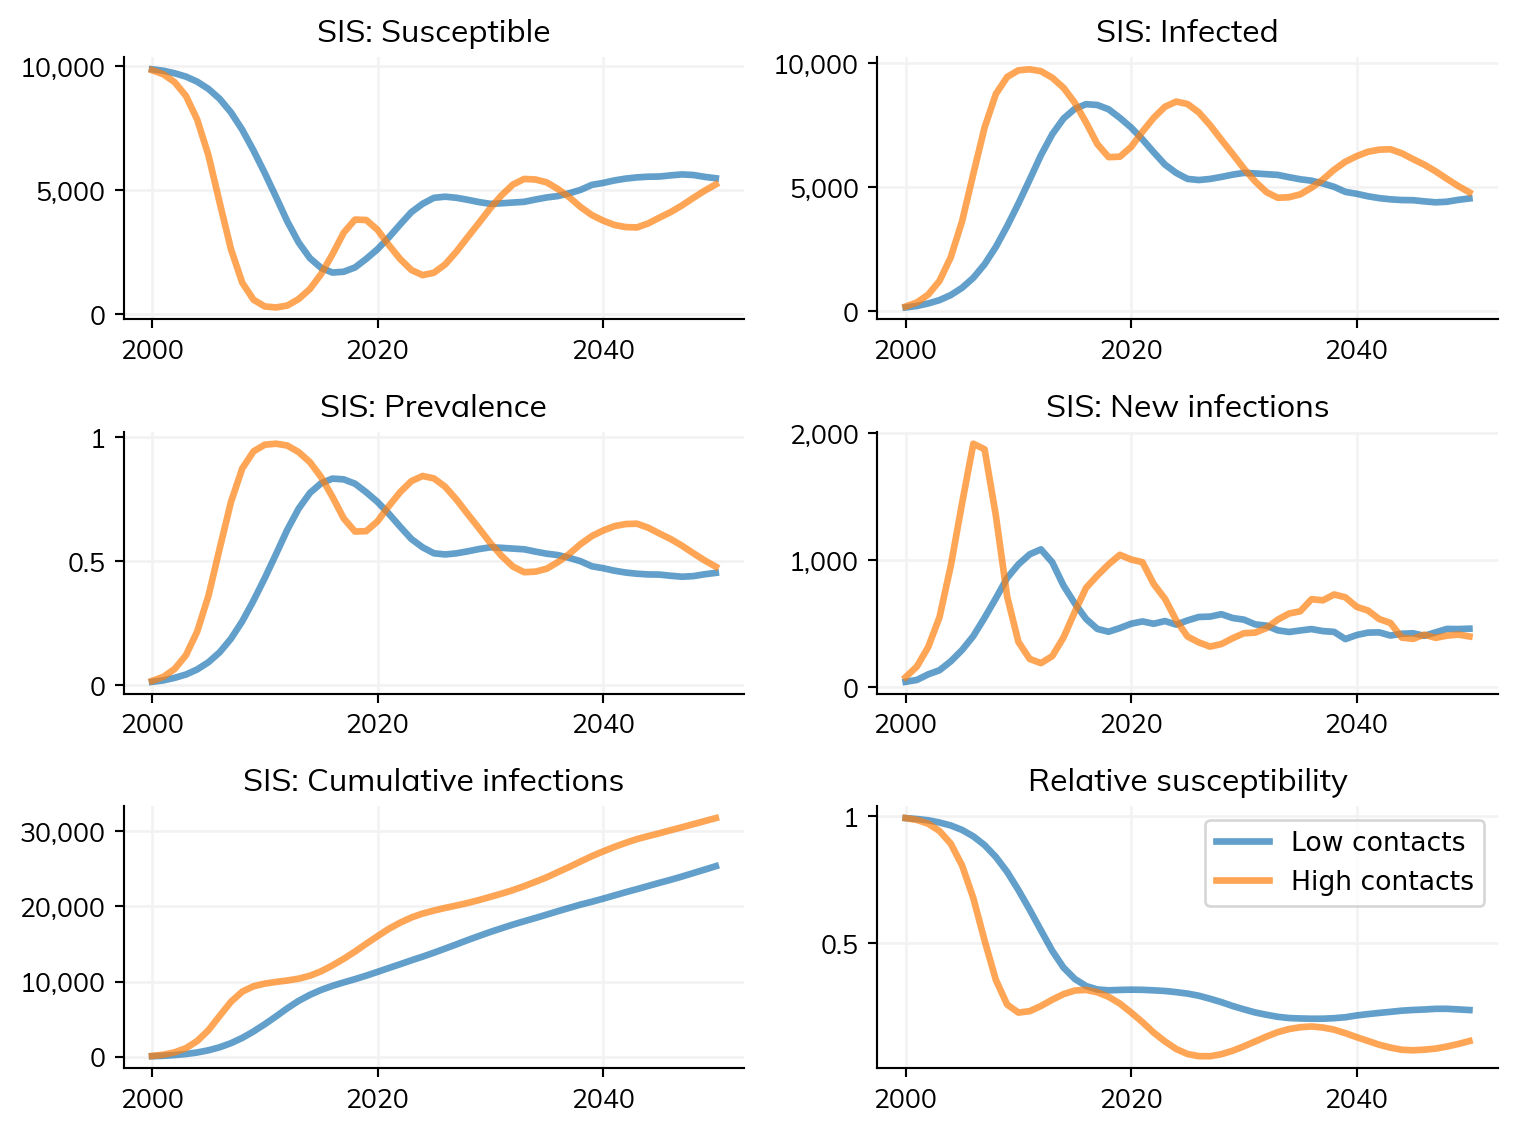 SIS: Susceptible
10,000
5,000
0
2000 2020 2040
SIS: Infected
10,000
5,000
0
2000 2020 2040
SIS: Prevalence
1
0.5
0
2000 2020 2040
SIS: New infections
2,000
1,000
0
2000 2020 2040
SIS: Cumulative infections
30,000
20,000
10,000
0
2000 2020 2040
Relative susceptibility
1
0.5
Low contacts
High contacts
2000 2020 2040